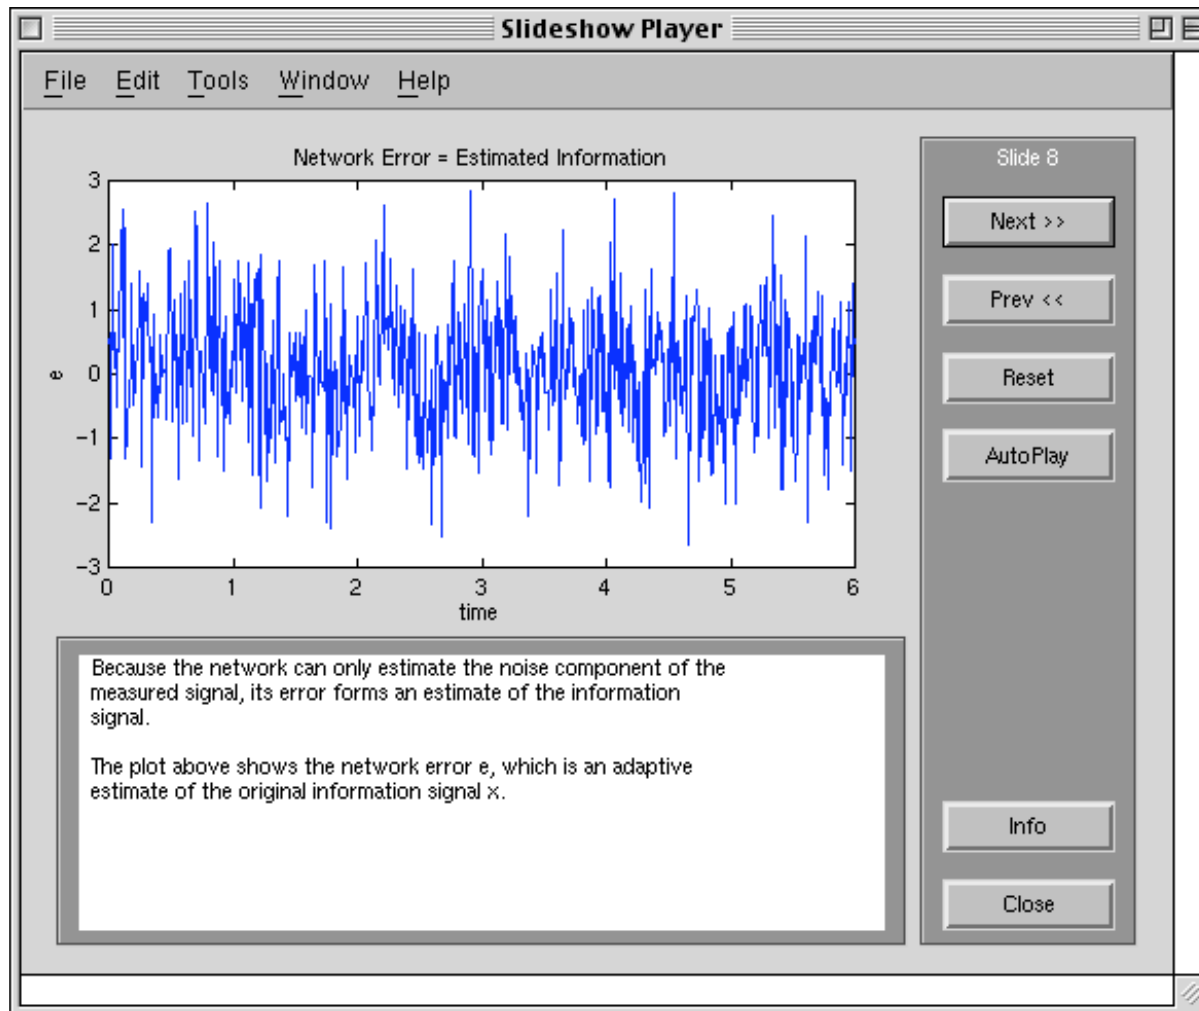 Slideshow Player
File Edit Tools Window Help
Network Error = Estimated Information
3
2
1
0
-1
-2
-3
e
0 1 2 3 4 5 6
time
Because the network can only estimate the noise component of the
measured signal, its error forms an estimate of the information
signal.
The plot above shows the network error e, which is an adaptive
estimate of the original information signal x.
Slide 8
Next >>
Prev <<
Reset
AutoPlay
Info
Close